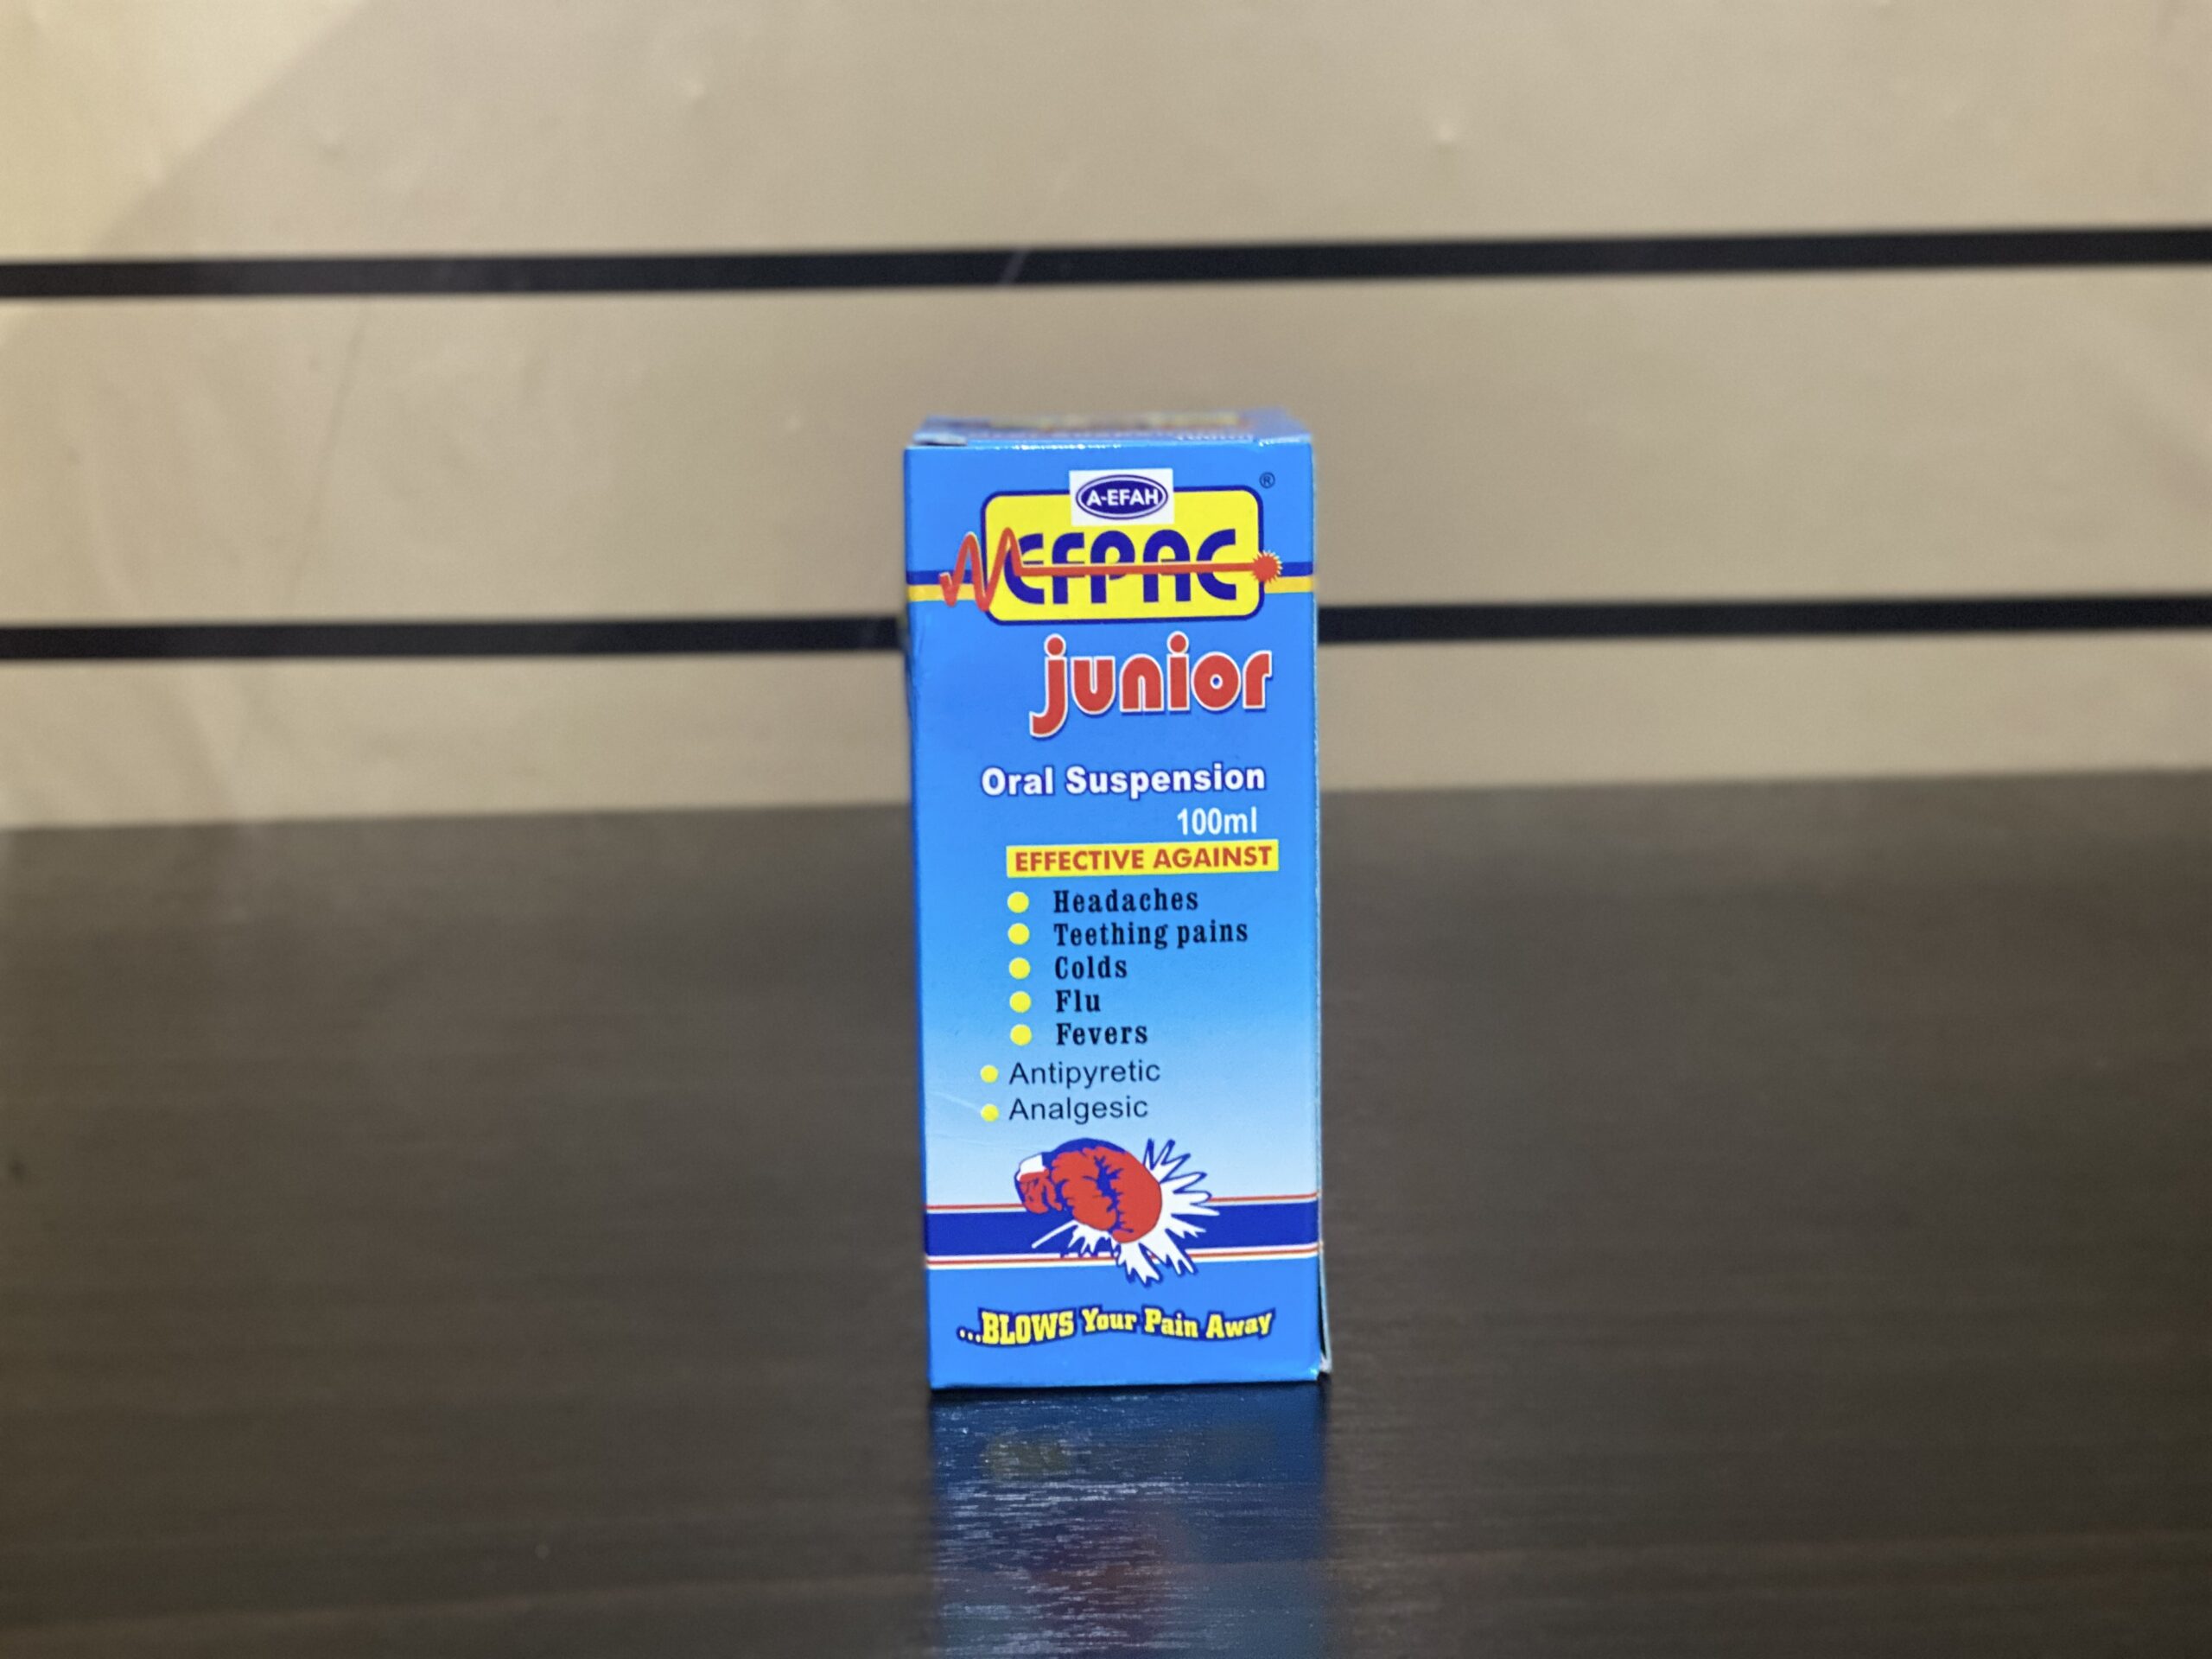 A-EFAH
®
EFPAC
junior
Oral Suspension
100ml
EFFECTIVE AGAINST
Headaches
Teething pains
Colds
Flu
Fevers
Antipyretic
Analgesic
...BLOWS Your Pain Away